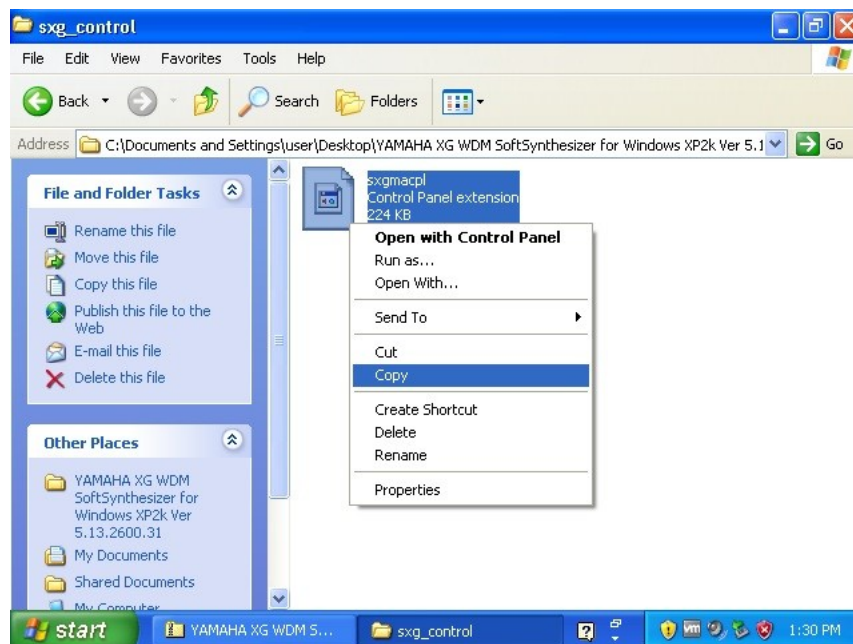 sxg_control
File Edit View Favorites Tools Help
Back Search Folders
Address C:\Documents and Settings\user\Desktop\YAMAHA XG WDM SoftSynthesizer for Windows XP2k Ver 5.1 Go
File and Folder Tasks
Rename this file
Move this file
Copy this file
Publish this file to the
Web
E-mail this file
Delete this file
Other Places
YAMAHA XG WDM
SoftSynthesizer for
Windows XP2k Ver
5.13.2600.31
My Documents
Shared Documents
My Computer
sxgmacpl
Control Panel extension
224 KB
Open with Control Panel
Run as...
Open With...
Send To
Cut
Copy
Create Shortcut
Delete
Rename
Properties
start YAMAHA XG WDM S... sxg_control 1:30 PM